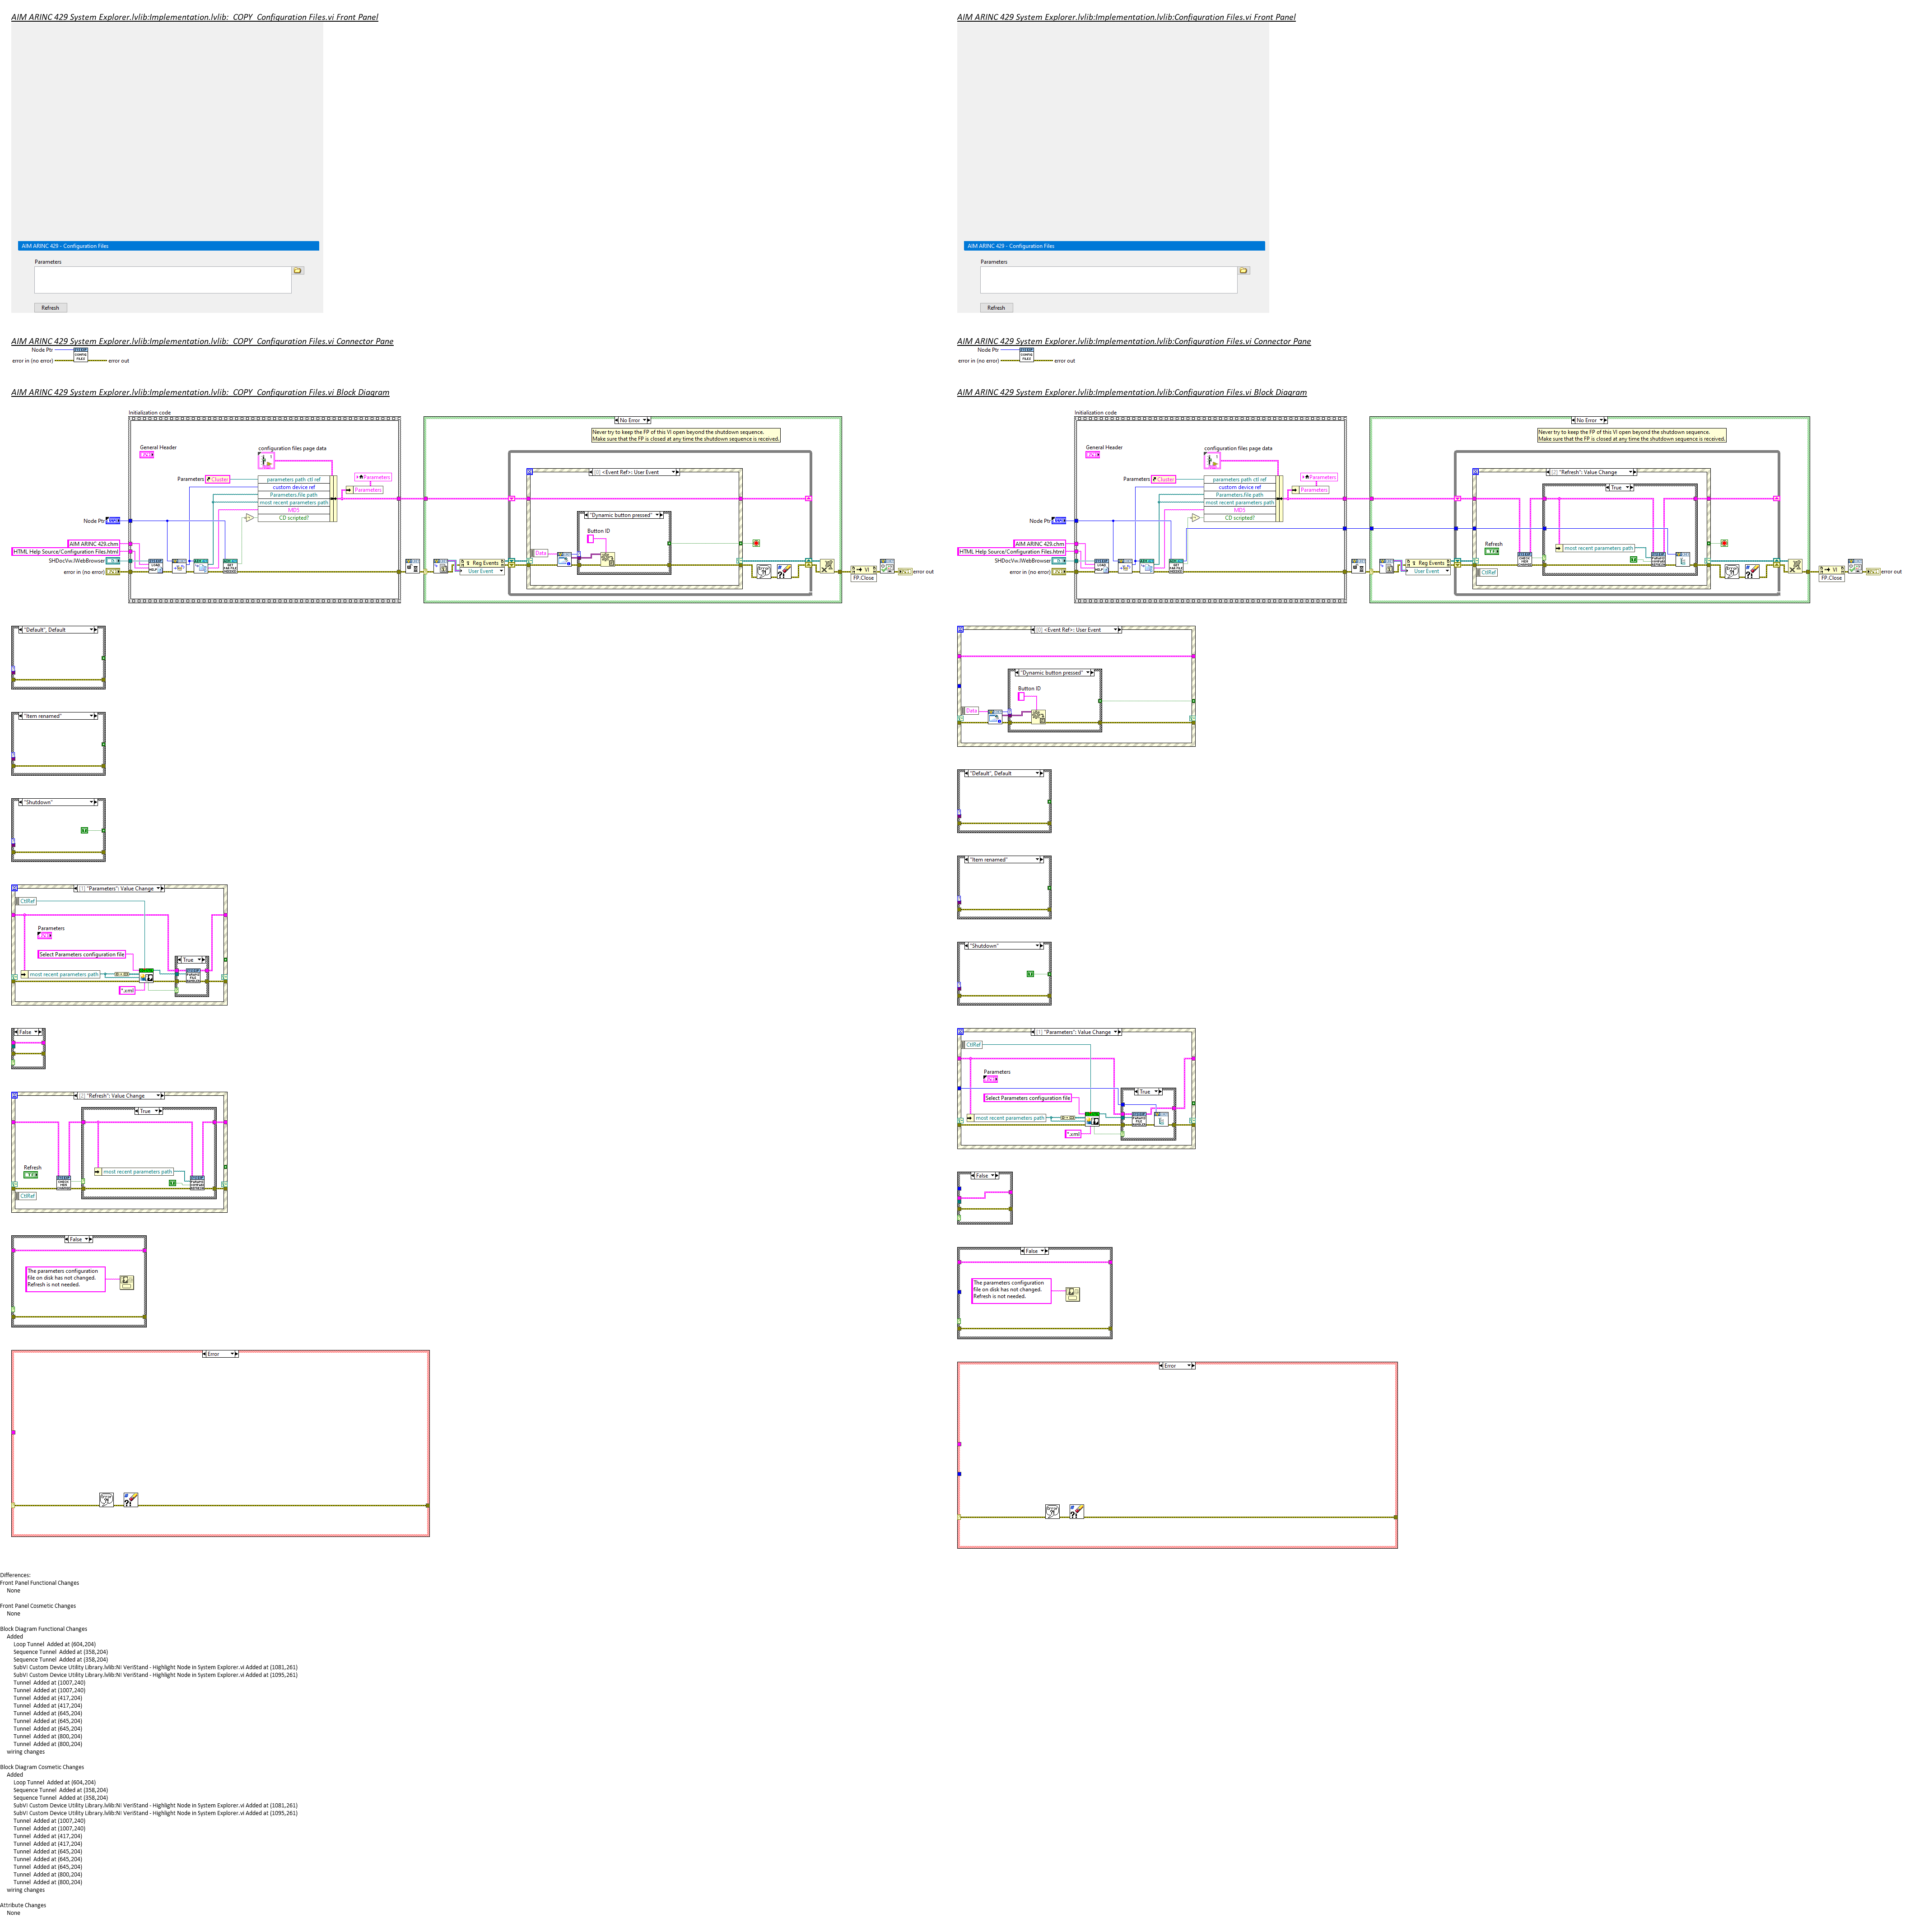 AIM ARINC 429 System Explorer.lvlib:Implementation.lvlib:_COPY_Configuration Files.vi Front Panel
AIM ARINC 429 - Configuration Files
Parameters
Refresh
AIM ARINC 429 System Explorer.lvlib:Implementation.lvlib:_COPY_Configuration Files.vi Connector Pane
Node Ptr
error in (no error)
error out
AIM ARINC 429 System Explorer.lvlib:Implementation.lvlib:_COPY_Configuration Files.vi Block Diagram
Initialization code
General Header
configuration files page data
Parameters
Cluster
parameters path ctl ref
custom device ref
Parameters.file path
most recent parameters path
MD5
CD scripted?
Parameters
Parameters
Node Ptr
AIM ARINC 429.chm
HTML Help Source/Configuration Files.html
SHDocVw.IWebBrowser
error in (no error)
No Error
Never try to keep the FP of this VI open beyond the shutdown sequence.
Make sure that the FP is closed at any time the shutdown sequence is received.
[0] <Event Ref>: User Event
"Dynamic button pressed"
Button ID
Data
Reg Events
User Event
VI
FP.Close
error out
"Default", Default
"Item renamed"
"Shutdown"
[1] "Parameters": Value Change
CtlRef
Parameters
Select Parameters configuration file
most recent parameters path
*.xml
True
False
[2] "Refresh": Value Change
True
Refresh
most recent parameters path
CtlRef
False
The parameters configuration
file on disk has not changed.
Refresh is not needed.
Error
AIM ARINC 429 System Explorer.lvlib:Implementation.lvlib:Configuration Files.vi Front Panel
AIM ARINC 429 - Configuration Files
Parameters
Refresh
AIM ARINC 429 System Explorer.lvlib:Implementation.lvlib:Configuration Files.vi Connector Pane
Node Ptr
error in (no error)
error out
AIM ARINC 429 System Explorer.lvlib:Implementation.lvlib:Configuration Files.vi Block Diagram
Initialization code
General Header
configuration files page data
Parameters
Cluster
parameters path ctl ref
custom device ref
Parameters.file path
most recent parameters path
MD5
CD scripted?
Parameters
Parameters
Node Ptr
AIM ARINC 429.chm
HTML Help Source/Configuration Files.html
SHDocVw.IWebBrowser
error in (no error)
No Error
Never try to keep the FP of this VI open beyond the shutdown sequence.
Make sure that the FP is closed at any time the shutdown sequence is received.
[2] "Refresh": Value Change
True
Refresh
most recent parameters path
CtlRef
Reg Events
User Event
VI
FP.Close
error out
[0] <Event Ref>: User Event
"Dynamic button pressed"
Button ID
Data
"Default", Default
"Item renamed"
"Shutdown"
[1] "Parameters": Value Change
CtlRef
Parameters
Select Parameters configuration file
most recent parameters path
*.xml
True
False
False
The parameters configuration
file on disk has not changed.
Refresh is not needed.
Error
Differences:
Front Panel Functional Changes
None
Front Panel Cosmetic Changes
None
Block Diagram Functional Changes
Added
Loop Tunnel Added at (604,204)
Sequence Tunnel Added at (358,204)
Sequence Tunnel Added at (358,204)
SubVI Custom Device Utility Library.lvlib:NI VeriStand - Highlight Node in System Explorer.vi Added at (1081,261)
SubVI Custom Device Utility Library.lvlib:NI VeriStand - Highlight Node in System Explorer.vi Added at (1095,261)
Tunnel Added at (1007,240)
Tunnel Added at (1007,240)
Tunnel Added at (417,204)
Tunnel Added at (417,204)
Tunnel Added at (645,204)
Tunnel Added at (645,204)
Tunnel Added at (645,204)
Tunnel Added at (800,204)
Tunnel Added at (800,204)
wiring changes
Block Diagram Cosmetic Changes
Added
Loop Tunnel Added at (604,204)
Sequence Tunnel Added at (358,204)
Sequence Tunnel Added at (358,204)
SubVI Custom Device Utility Library.lvlib:NI VeriStand - Highlight Node in System Explorer.vi Added at (1081,261)
SubVI Custom Device Utility Library.lvlib:NI VeriStand - Highlight Node in System Explorer.vi Added at (1095,261)
Tunnel Added at (1007,240)
Tunnel Added at (1007,240)
Tunnel Added at (417,204)
Tunnel Added at (417,204)
Tunnel Added at (645,204)
Tunnel Added at (645,204)
Tunnel Added at (645,204)
Tunnel Added at (800,204)
Tunnel Added at (800,204)
wiring changes
Attribute Changes
None